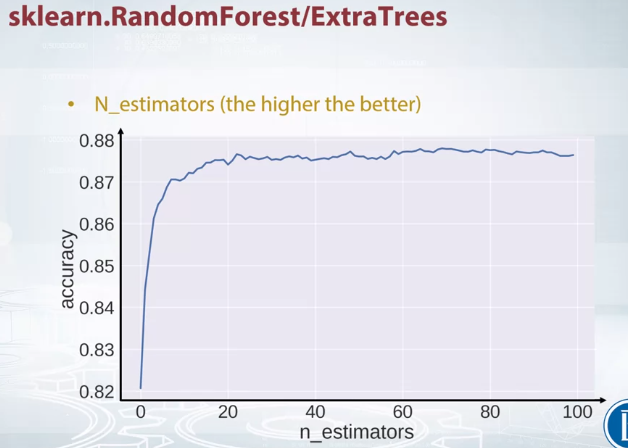 sklearn.RandomForest/ExtraTrees
• N_estimators (the higher the better)
0.88
0.87
0.86
0.85
0.84
0.83
0.82
accuracy
0 20 40 60 80 100
n_estimators